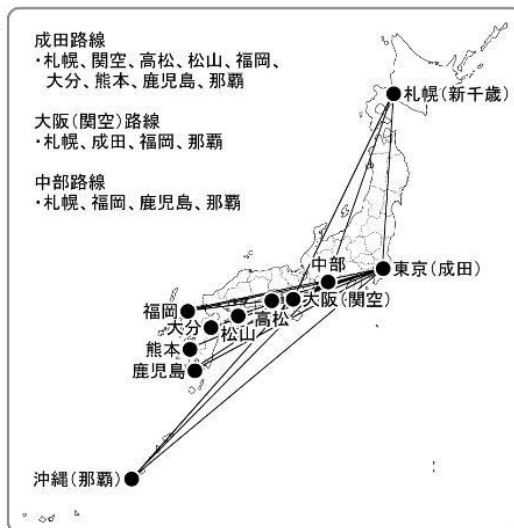 成田路線
・札幌、関空、高松、松山、福岡、
大分、熊本、鹿児島、那覇
大阪(関空)路線
・札幌、成田、福岡、那覇
中部路線
・札幌、福岡、鹿児島、那覇
札幌(新千歳)
中部
東京(成田)
大阪(関空)
福岡
高松
大分
松山
熊本
鹿児島
沖縄(那覇)